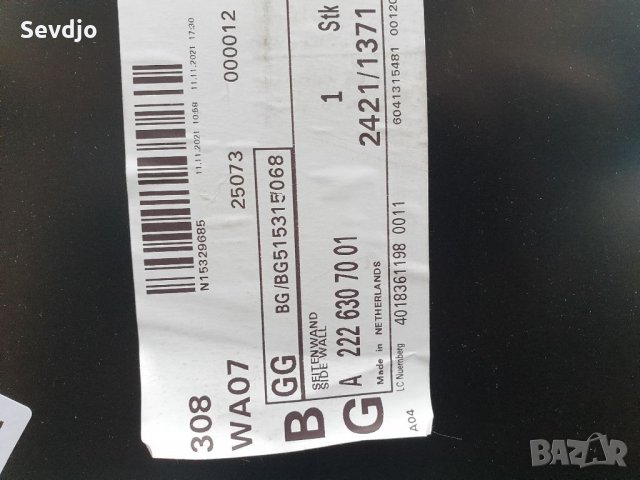 Sevdjo
N15329685
11.11.2021 10:58
11.11.2021 17:30
308
WA07
25073
000012
B
GG
BG/BG515315068
G
SEITENWAND
SIDE WALL
1
Stk
A 222 630 70 01
2421/1371
Made in NETHERLANDS
LC Nuernberg
4018361198 0011
6041315481
00120
A04
BAZAR